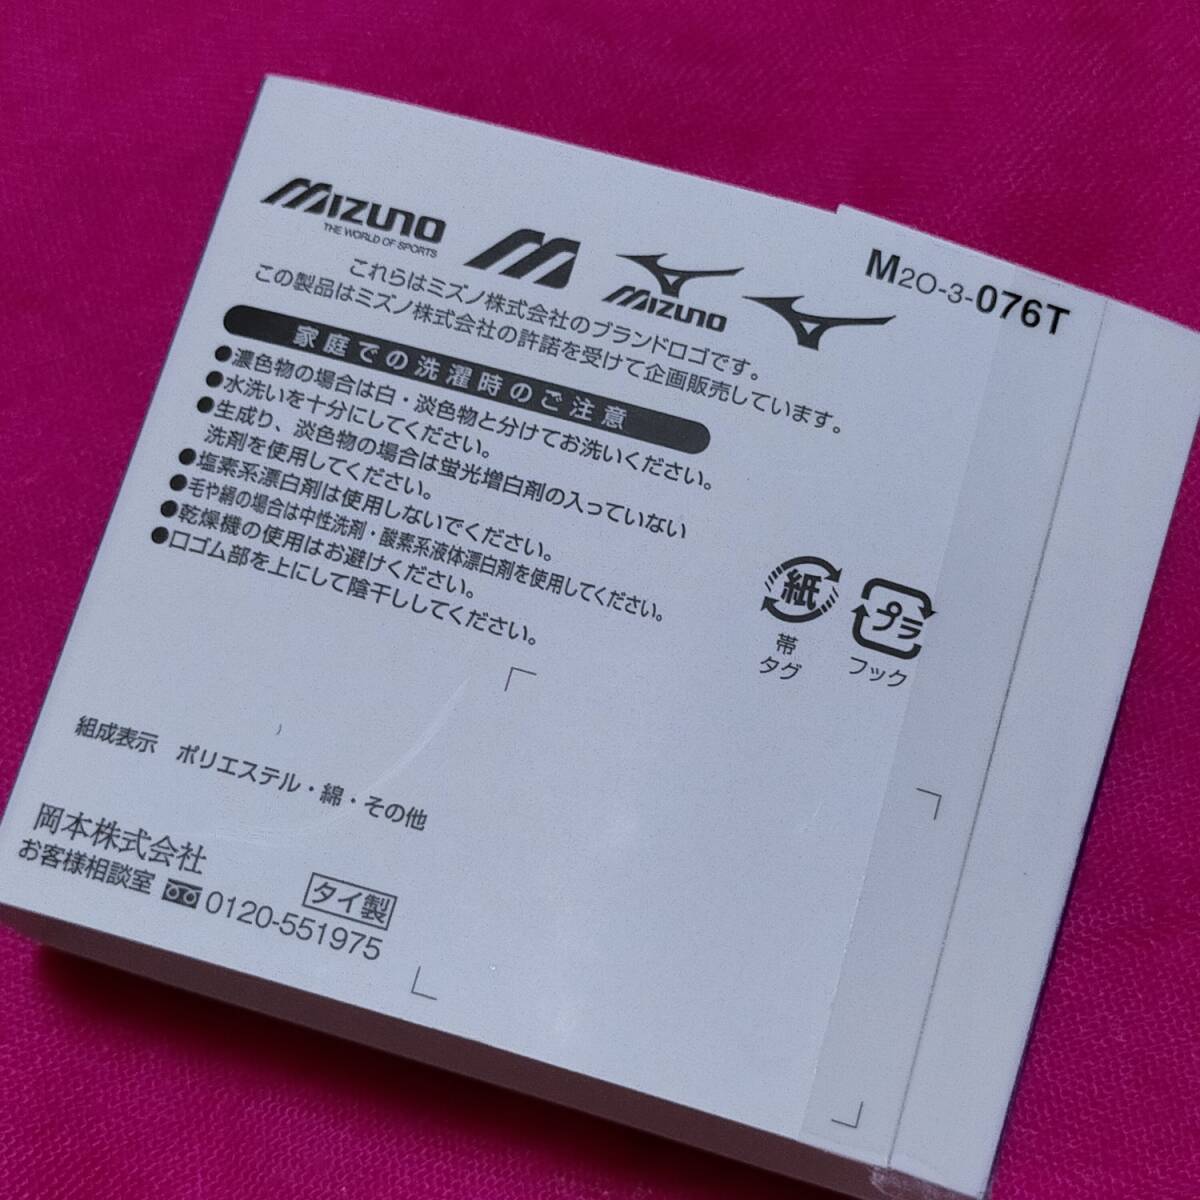 MIZUNO
THE WORLD OF SPORTS
MIZUNO
M2O-3-076T
これらはミズノ株式会社のブランドロゴです。
この製品はミズノ株式会社の許諾を受けて企画販売しています。
家庭での洗濯時のご注意
●濃色物の場合は白・淡色物と分けてお洗いください。
●水洗いを十分にしてください。
●生成り、淡色物の場合は蛍光増白剤の入っていない
洗剤を使用してください。
●塩素系漂白剤は使用しないでください。
●毛や絹の場合は中性洗剤・酸素系液体漂白剤を使用してください。
●乾燥機の使用はお避けください。
●口ゴム部を上にして陰干ししてください。
紙
帯
タグ
プラ
フック
組成表示 ポリエステル・綿・その他
岡本株式会社
お客様相談室 0120-551975
タイ製